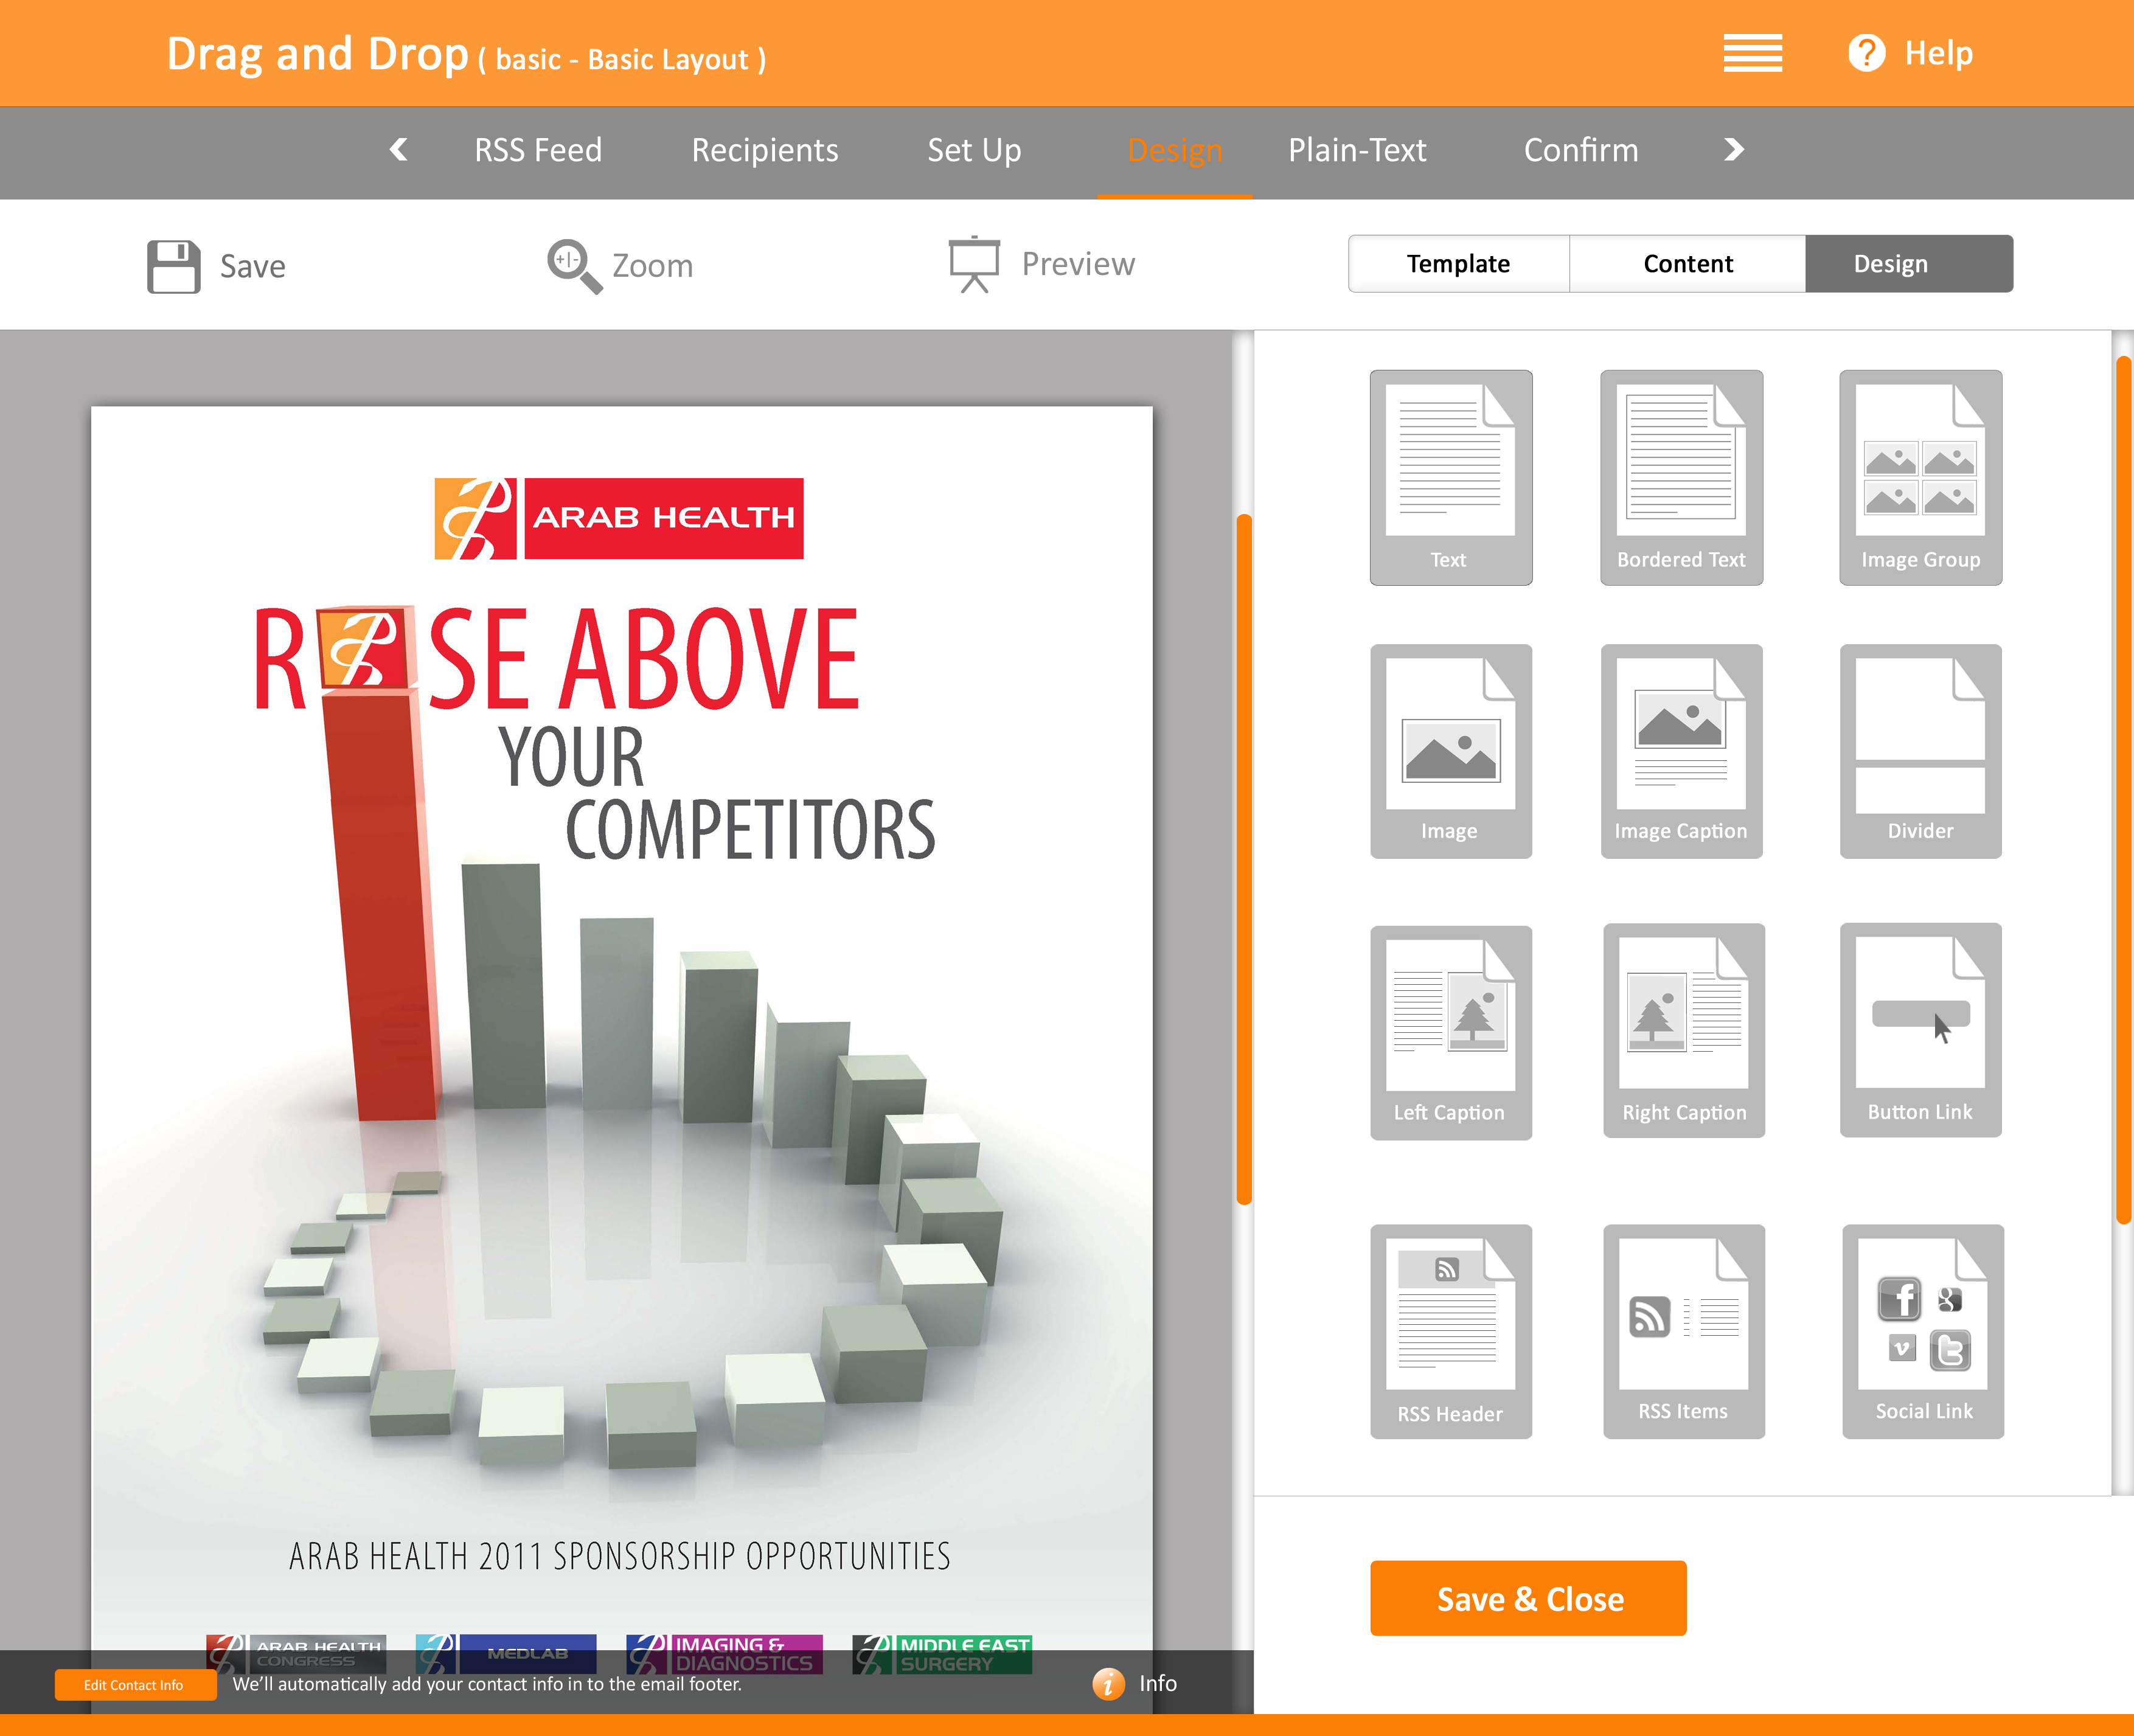 Drag and Drop ( basic - Basic Layout )
? Help
RSS Feed Recipients Set Up Design Plain-Text Confirm
Save +|- Zoom Preview
Template Content Design
ARAB HEALTH
RISE ABOVE
YOUR
COMPETITORS
ARAB HEALTH 2011 SPONSORSHIP OPPORTUNITIES
ARAB HEALTH
CONGRESS
MEDLAB
IMAGING &
DIAGNOSTICS
MIDDLE EAST
SURGERY
Edit Contact Info We'll automatically add your contact info in to the email footer. i Info
Text Bordered Text Image Group
Image Image Caption Divider
Left Caption Right Caption Button Link
f g
v t
RSS Header RSS Items Social Link
Save & Close